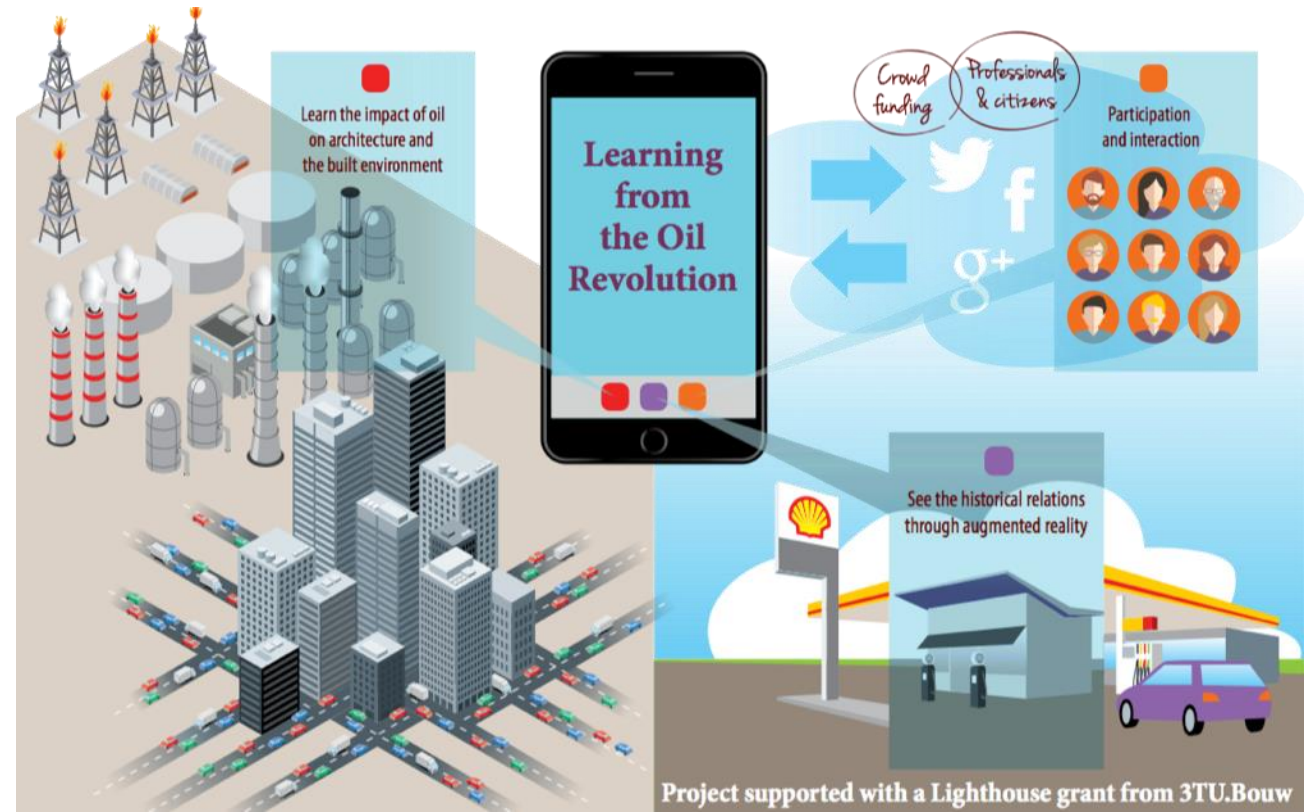 Learn the impact of oil
on architecture and
the built environment
Learning
from
the Oil
Revolution
Crowd
funding
Professionals
& citizens
f
g+
Participation
and interaction
See the historical relations
through augmented reality
Project supported with a Lighthouse grant from 3TU.Bouw